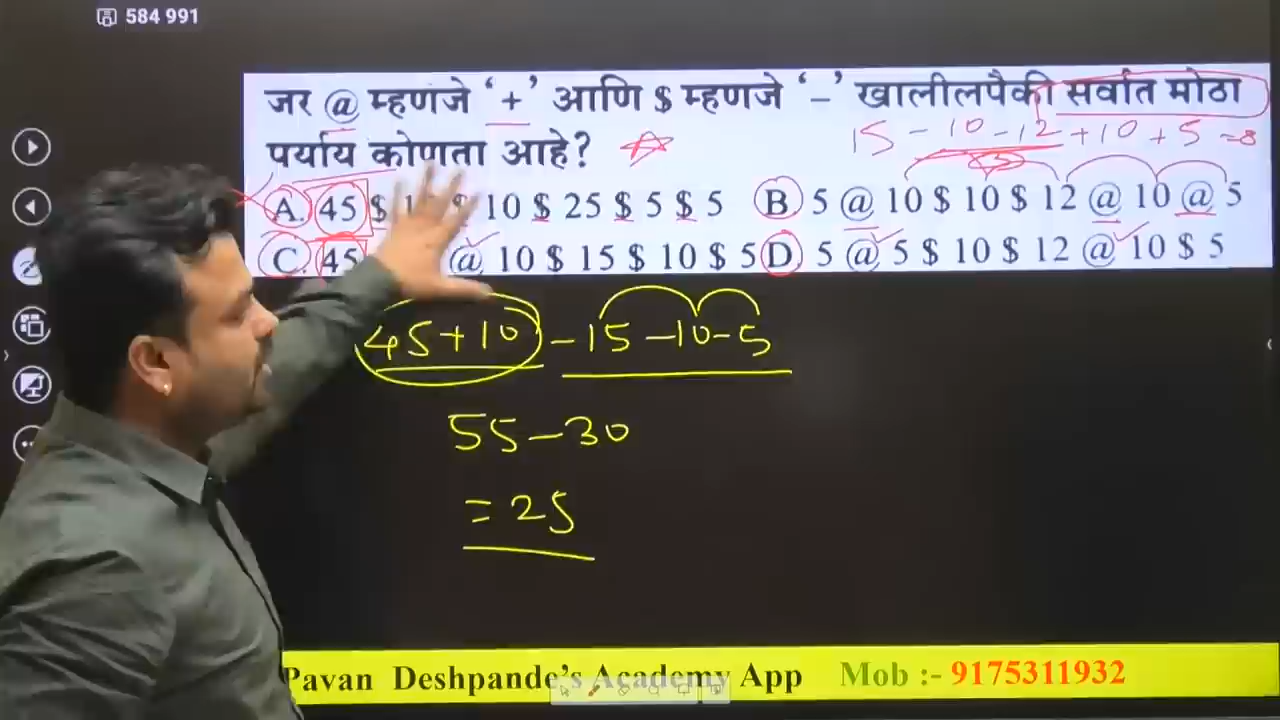 584 991
जर @ म्हणजे ‘+’ आणि $ म्हणजे ‘–’ खालीलपैकी सर्वात मोठा
15 - 10 - 12 + 10 + 5 = 8
पर्याय कोणता आहे?
A. 45 $ 10 $ 25 $ 5 $ 5
B 5 @ 10 $ 10 $ 12 @ 10 @ 5
C. 45 @ 10 $ 15 $ 10 $ 5
D 5 @ 5 $ 10 $ 12 @ 10 $ 5
45+10 - 15 - 10 - 5
55 - 30
= 25
Pavan Deshpande's Academy App Mob :- 9175311932